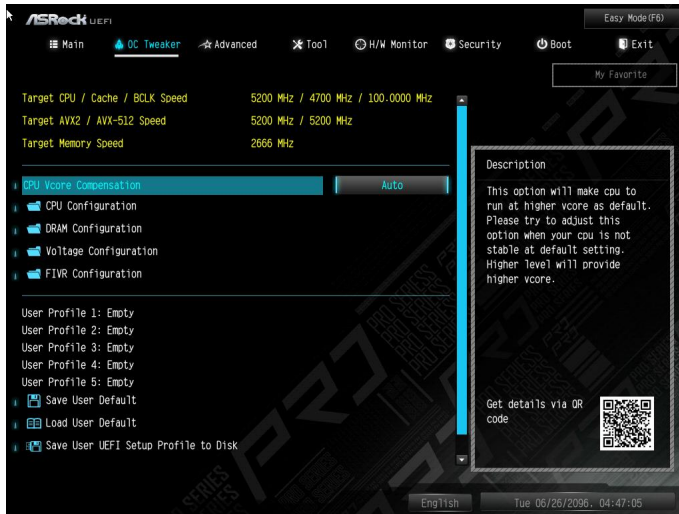 ASRock UEFI
Easy Mode(F6)
Main OC Tweaker Advanced Tool H/W Monitor Security Boot Exit
My Favorite
Target CPU / Cache / BCLK Speed 5200 MHz / 4700 MHz / 100.0000 MHz
Target AVX2 / AVX-512 Speed 5200 MHz / 5200 MHz
Target Memory Speed 2666 MHz
CPU Vcore Compensation Auto
CPU Configuration
DRAM Configuration
Voltage Configuration
FIVR Configuration
User Profile 1: Empty
User Profile 2: Empty
User Profile 3: Empty
User Profile 4: Empty
User Profile 5: Empty
Save User Default
Load User Default
Save User UEFI Setup Profile to Disk
Description
This option will make cpu to
run at higher vcore as default.
Please try to adjust this
option when your cpu is not
stable at default setting.
Higher level will provide
higher vcore.
Get details via QR
code
English
Tue 06/26/2096. 04:47:05